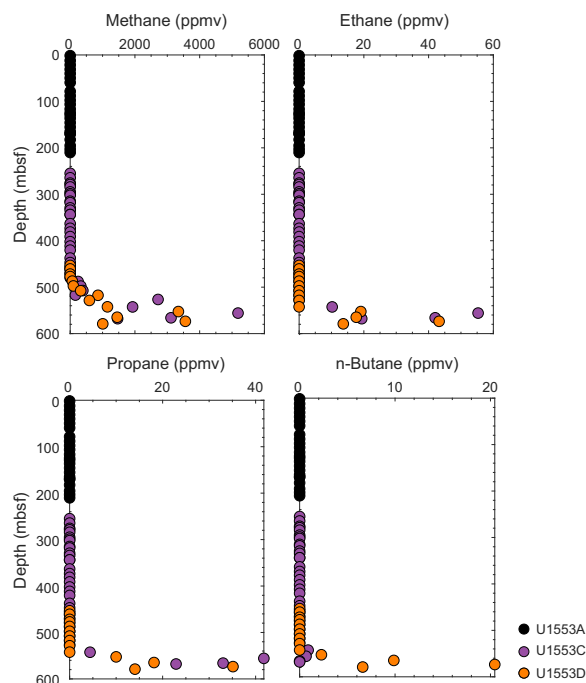 Methane (ppmv) Ethane (ppmv)
0 2000 4000 6000 0 20 40 60
0
100
200
300
400
500
600
Depth (mbsf)
Propane (ppmv) n-Butane (ppmv)
0 20 40 0 10 20
0
100
200
300
400
500
600
Depth (mbsf)
U1553A
U1553C
U1553D